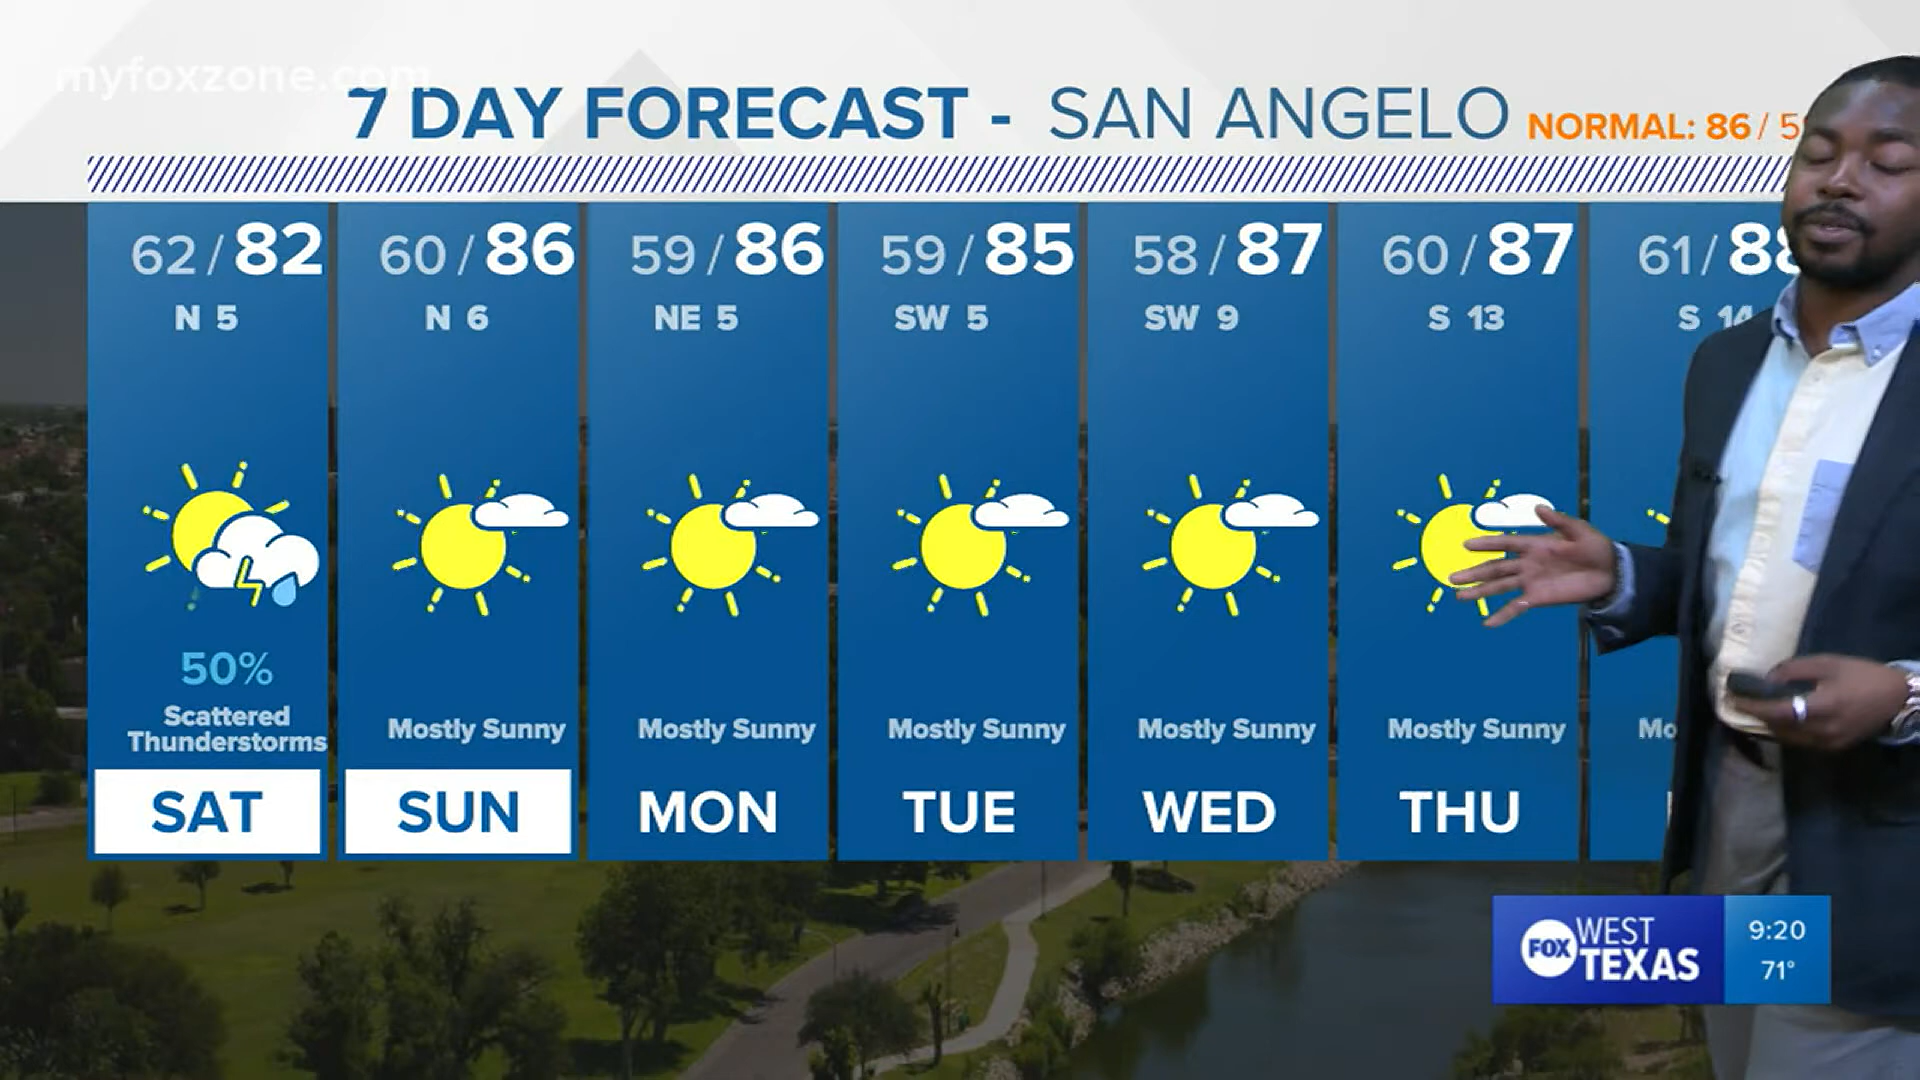 myfoxzone.com
7 DAY FORECAST - SAN ANGELO NORMAL: 86 / 5
62 / 82
N 5
50%
Scattered
Thunderstorms
SAT
60 / 86
N 6
Mostly Sunny
SUN
59 / 86
NE 5
Mostly Sunny
MON
59 / 85
SW 5
Mostly Sunny
TUE
58 / 87
SW 9
Mostly Sunny
WED
60 / 87
S 13
Mostly Sunny
THU
61 / 88
S 14
Mo
FOX
WEST
TEXAS
9:20
71°